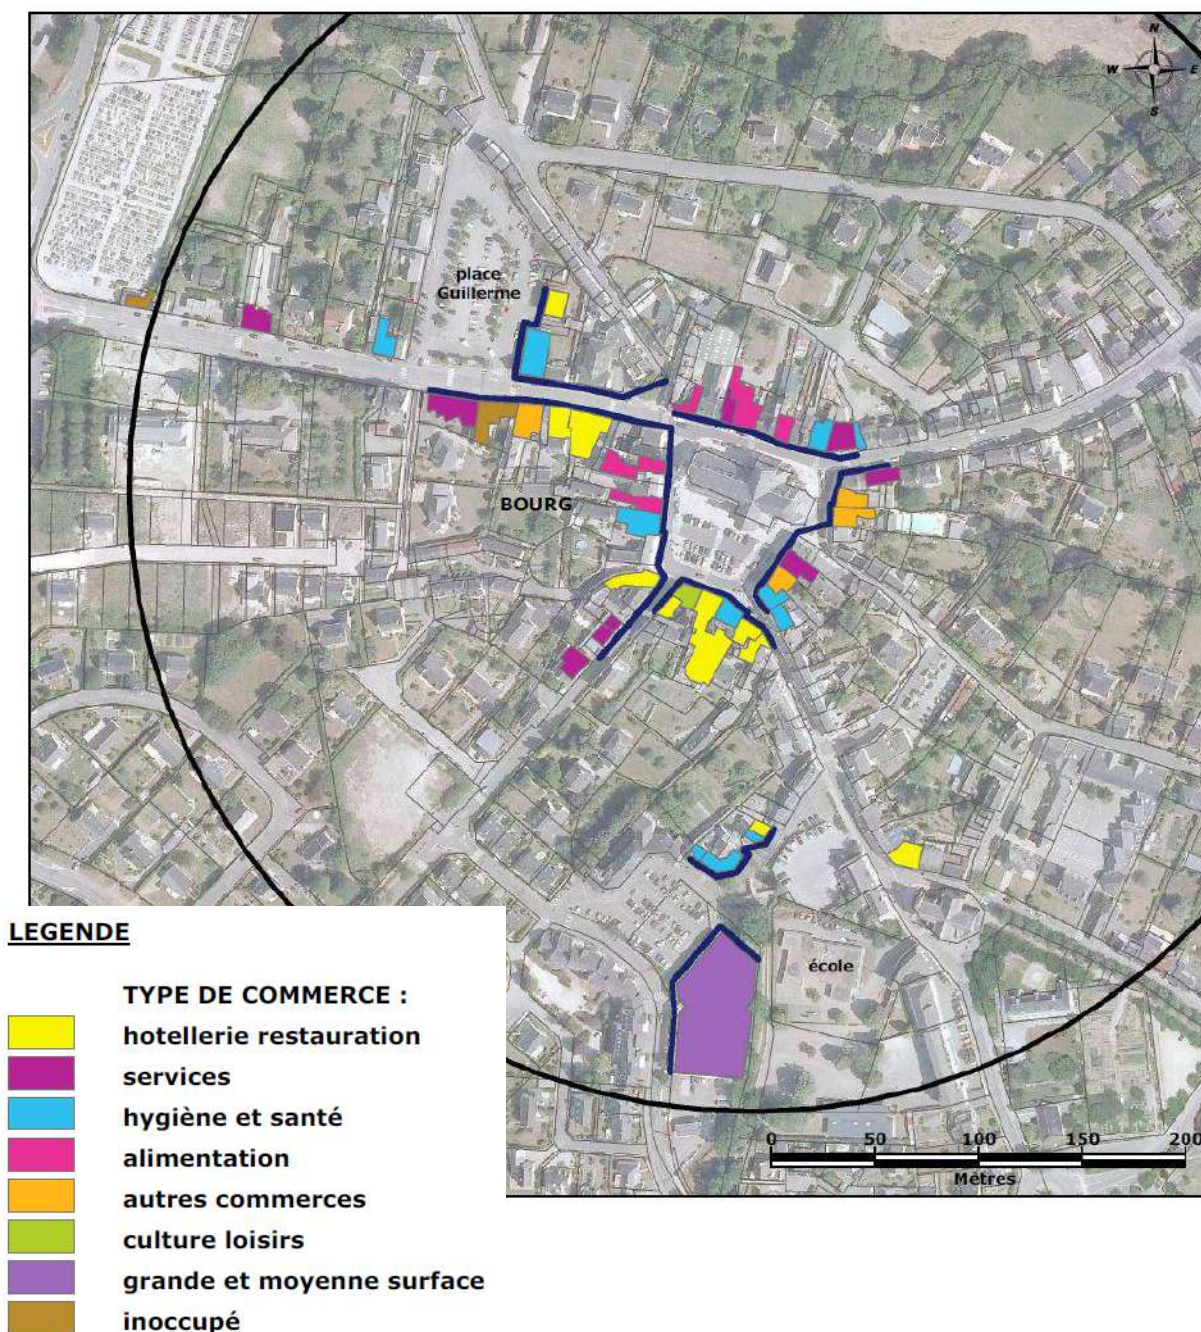 N
W E
S
place
Guillerme
BOURG
école
0 50 100 150 200
Mètres
LEGENDE
TYPE DE COMMERCE :
hotellerie restauration
services
hygiène et santé
alimentation
autres commerces
culture loisirs
grande et moyenne surface
inoccupé